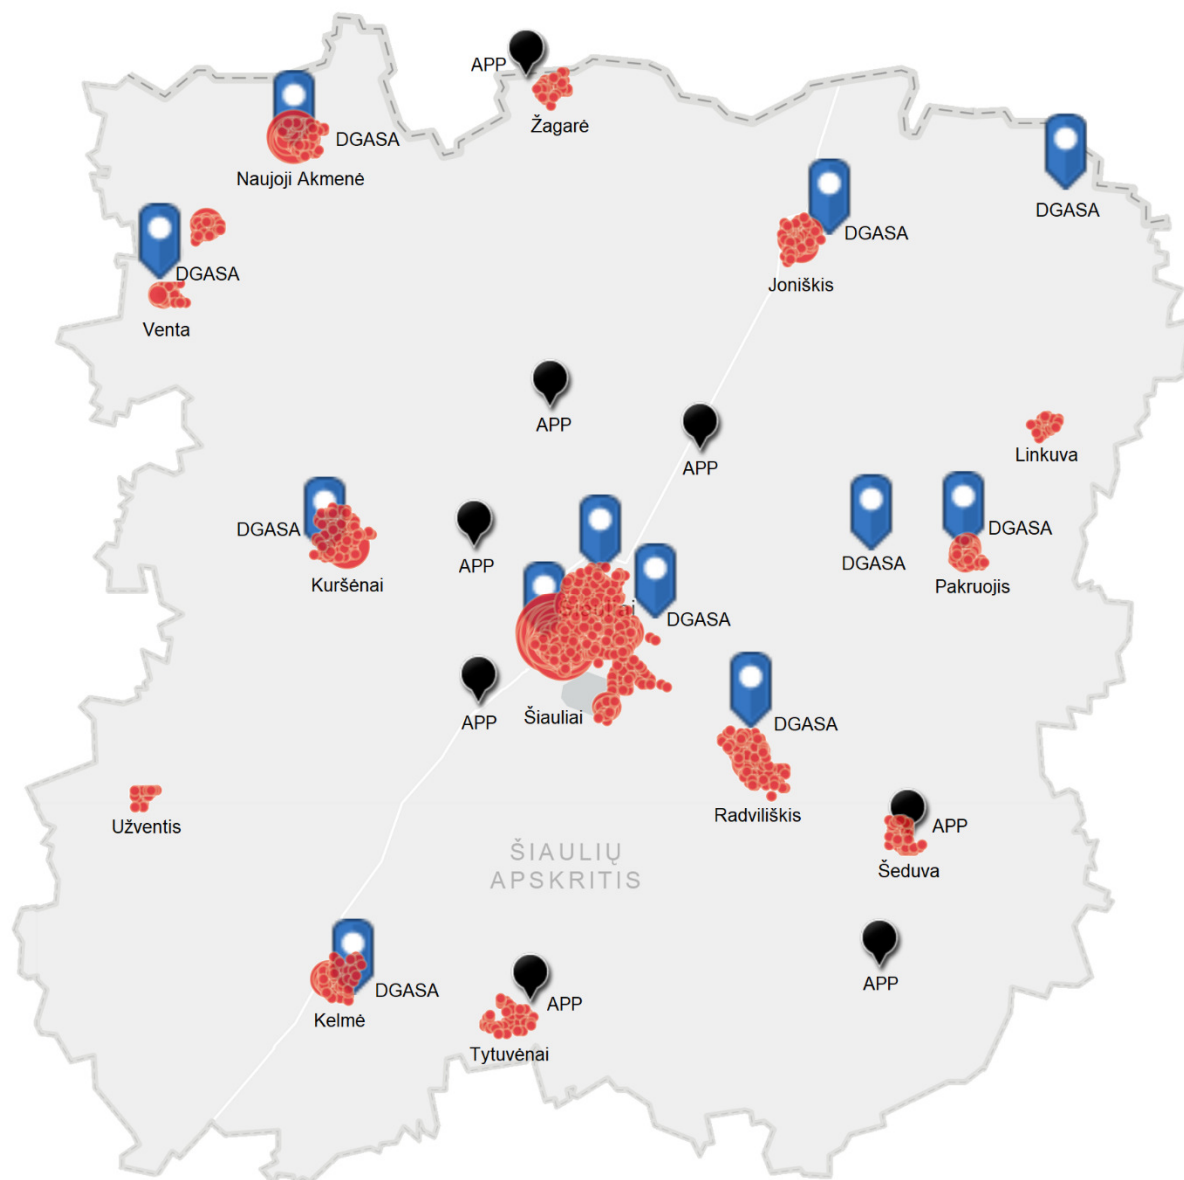 APP
Žagarė
DGASA
Naujoji Akmenė
DGASA
DGASA
Joniškis
DGASA
Venta
APP
APP
Linkuva
DGASA
Kuršėnai
APP
DGASA
DGASA
Pakruojis
DGASA
APP
Šiauliai
DGASA
Radviliškis
Užventis
APP
Šeduva
ŠIAULIŲ
APSKRITIS
DGASA
Kelmė
APP
Tytuvėnai
APP